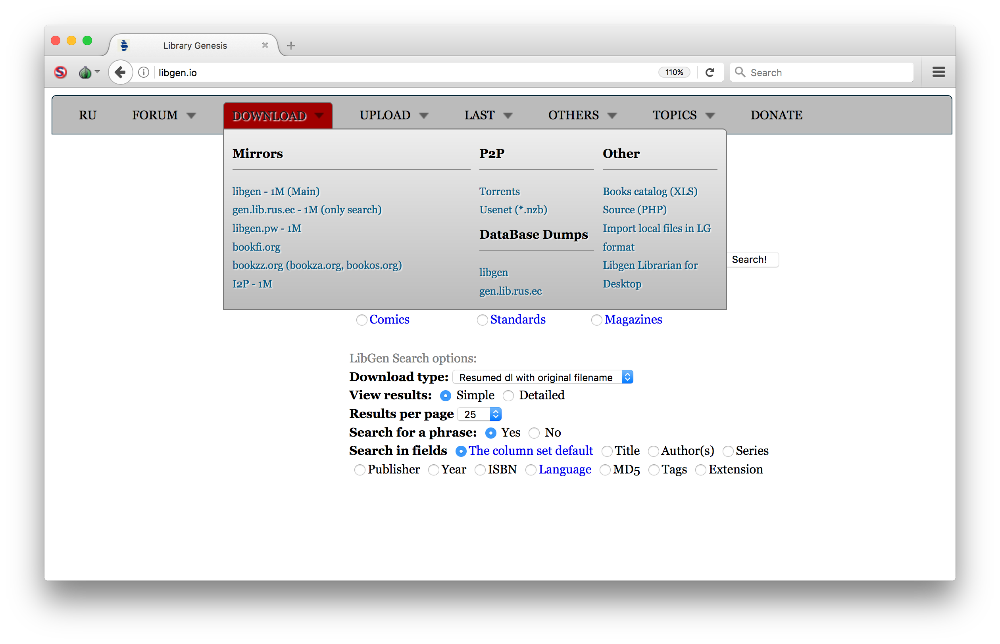 Library Genesis
libgen.io
110%
Search
RU FORUM DOWNLOAD UPLOAD LAST OTHERS TOPICS DONATE
Mirrors
libgen - 1M (Main)
gen.lib.rus.ec - 1M (only search)
libgen.pw - 1M
bookfi.org
bookzz.org (bookza.org, bookos.org)
I2P - 1M
P2P
Torrents
Usenet (*.nzb)
DataBase Dumps
libgen
gen.lib.rus.ec
Other
Books catalog (XLS)
Source (PHP)
Import local files in LG
format
Libgen Librarian for
Desktop
Search!
Comics Standards Magazines
LibGen Search options:
Download type: Resumed dl with original filename
View results: Simple Detailed
Results per page 25
Search for a phrase: Yes No
Search in fields The column set default Title Author(s) Series
Publisher Year ISBN Language MD5 Tags Extension